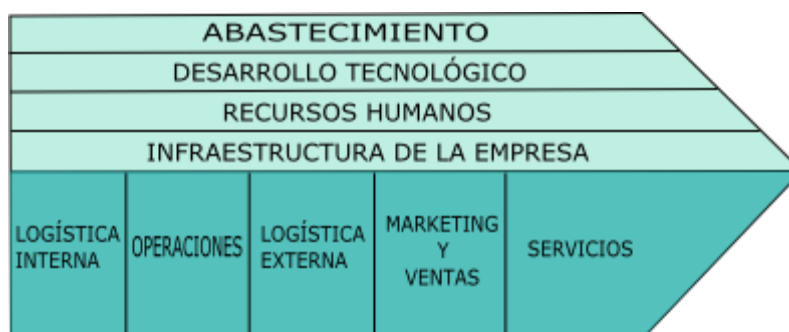 ABASTECIMIENTO
DESARROLLO TECNOLÓGICO
RECURSOS HUMANOS
INFRAESTRUCTURA DE LA EMPRESA
LOGÍSTICA
INTERNA
OPERACIONES
LOGÍSTICA
EXTERNA
MARKETING
Y
VENTAS
SERVICIOS